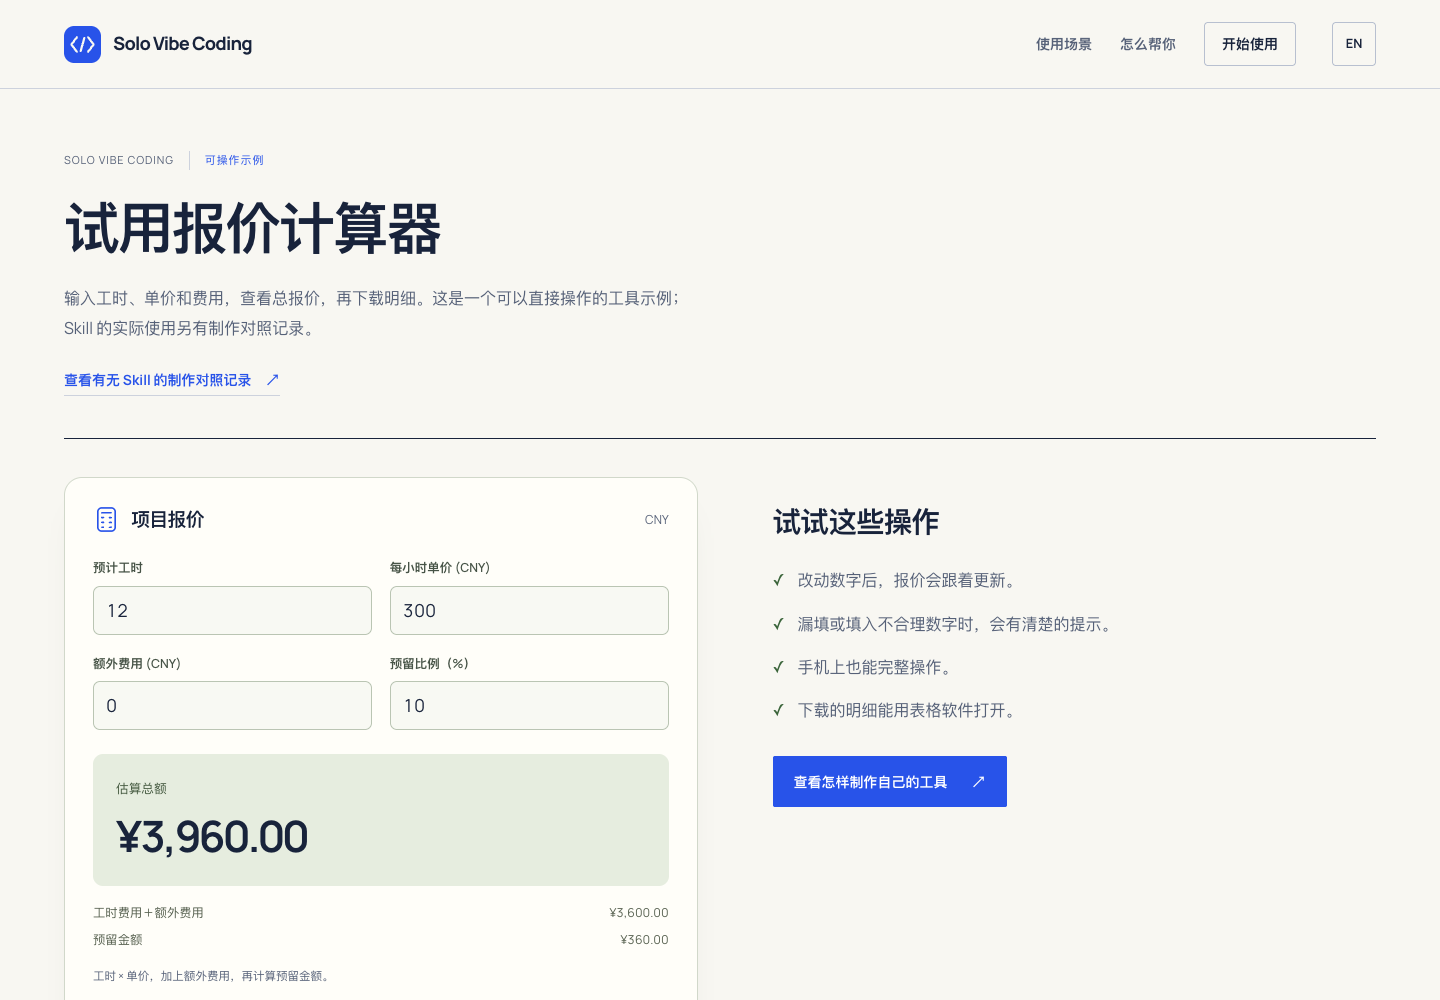 Solo Vibe Coding
使用场景
怎么帮你
开始使用
EN
SOLO VIBE CODING
可操作示例
试用报价计算器
输入工时、单价和费用，查看总报价，再下载明细。这是一个可以直接操作的工具示例；
Skill 的实际使用另有制作对照记录。
查看有无 Skill 的制作对照记录 ↗
项目报价
CNY
预计工时
每小时单价 (CNY)
12
300
额外费用 (CNY)
预留比例（%）
0
10
估算总额
¥3,960.00
工时费用＋额外费用
¥3,600.00
预留金额
¥360.00
工时 × 单价，加上额外费用，再计算预留金额。
试试这些操作
✓ 改动数字后，报价会跟着更新。
✓ 漏填或填入不合理数字时，会有清楚的提示。
✓ 手机上也能完整操作。
✓ 下载的明细能用表格软件打开。
查看怎样制作自己的工具 ↗